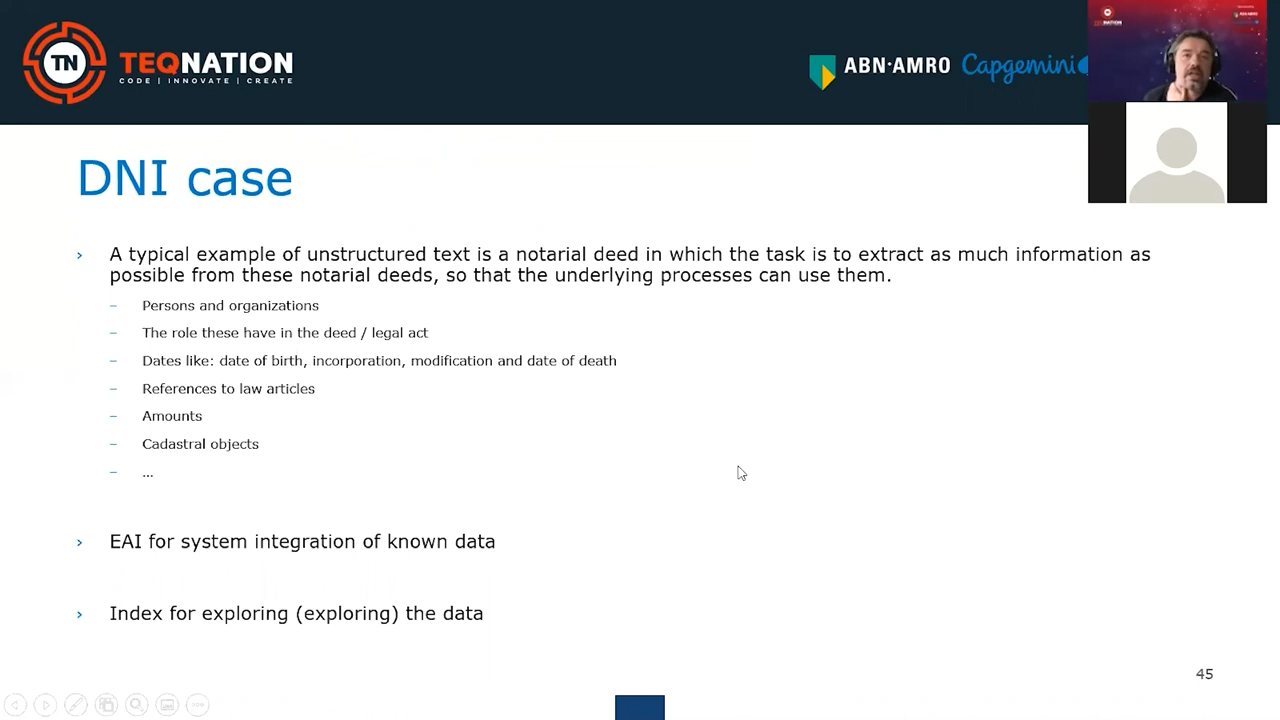 TN
TEQNATION
CODE | INNOVATE | CREATE
ABN·AMRO
Capgemini
DNI case
› A typical example of unstructured text is a notarial deed in which the task is to extract as much information as
possible from these notarial deeds, so that the underlying processes can use them.
– Persons and organizations
– The role these have in the deed / legal act
– Dates like: date of birth, incorporation, modification and date of death
– References to law articles
– Amounts
– Cadastral objects
– ...
› EAI for system integration of known data
› Index for exploring (exploring) the data
45